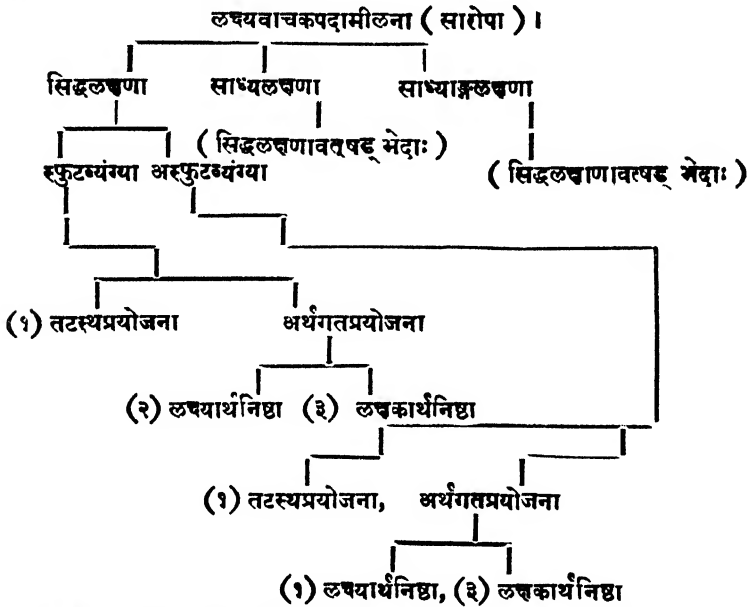 लक्ष्यवाचकपदामीलना ( सारोपा ) ।
सिद्धलक्षणा साध्यलक्षणा साध्याङ्गलक्षणा
( सिद्धलक्षणावत्षड् भेदाः )
स्फुटव्यंग्या अस्फुटव्यंग्या ( सिद्धलक्षाणावत्षड् भेदाः )
(१) तटस्थप्रयोजना अर्थगतप्रयोजना
(२) लक्ष्यार्थनिष्ठा (३) लक्षकार्थनिष्ठा
(१) तटस्थप्रयोजना, अर्थगतप्रयोजना
(१) लक्ष्यार्थनिष्ठा, (३) लक्षकार्थनिष्ठा